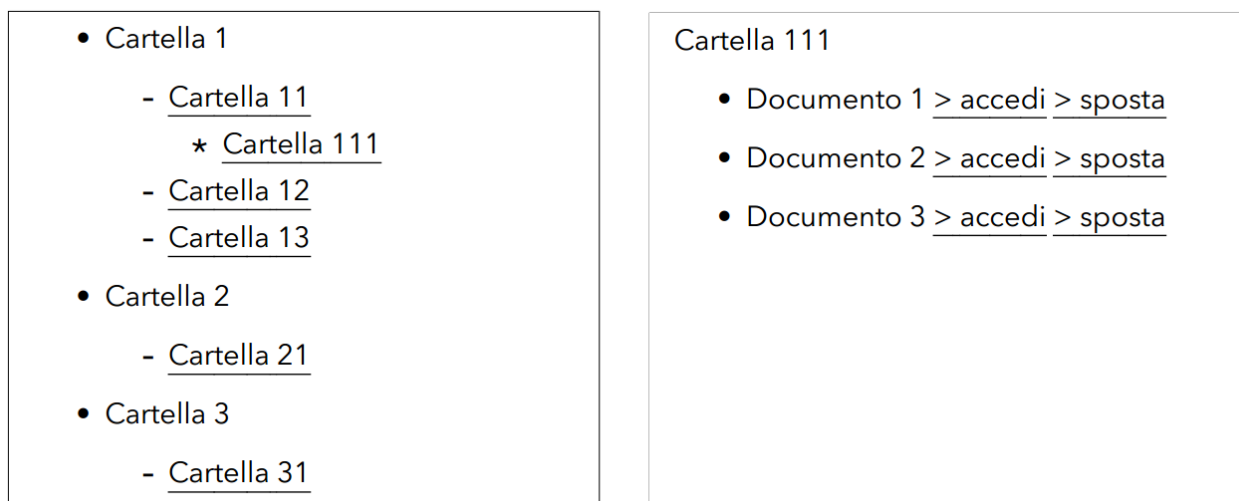 • Cartella 1
- Cartella 11
* Cartella 111
- Cartella 12
- Cartella 13
• Cartella 2
- Cartella 21
• Cartella 3
- Cartella 31
Cartella 111
• Documento 1 > accedi > sposta
• Documento 2 > accedi > sposta
• Documento 3 > accedi > sposta